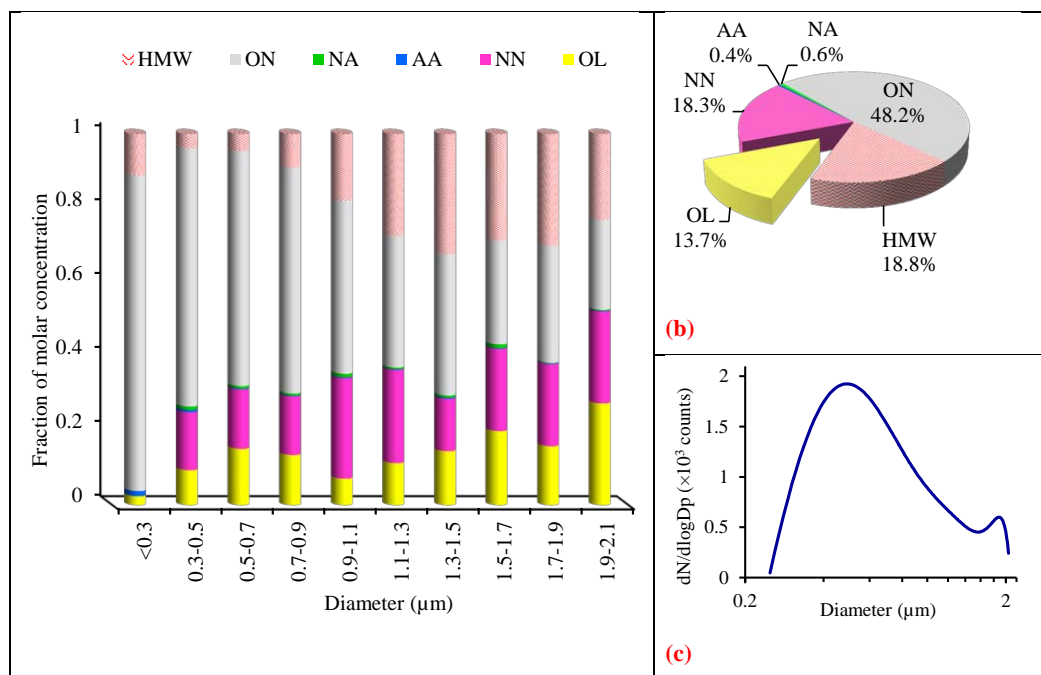 HMW ON NA AA NN OL
1
0.8
0.6
0.4
0.2
0
Fraction of molar concentration
<0.3
0.3-0.5
0.5-0.7
0.7-0.9
0.9-1.1
1.1-1.3
1.3-1.5
1.5-1.7
1.7-1.9
1.9-2.1
Diameter (µm)
AA
0.4%
NA
0.6%
NN
18.3%
ON
48.2%
OL
13.7%
HMW
18.8%
(b)
2
1.5
1
0.5
0
dN/dlogDp (×10³ counts)
0.2
2
Diameter (µm)
(c)